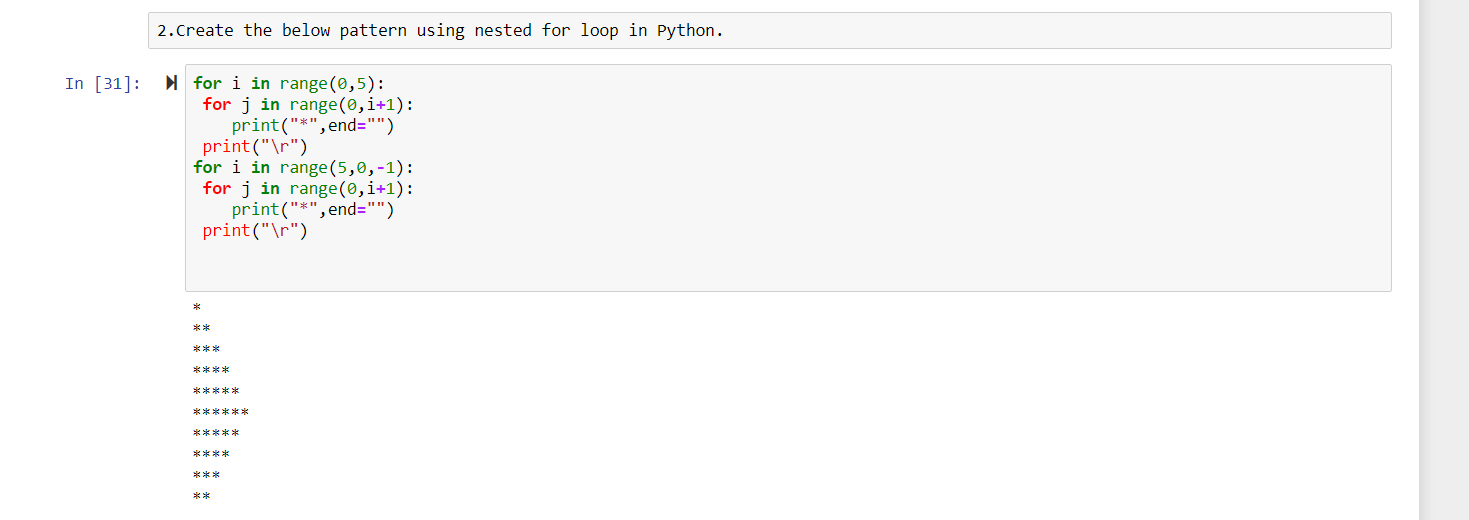 2.Create the below pattern using nested for loop in Python.
In [31]:
for i in range(0,5):
 for j in range(0,i+1):
    print("*",end="")
 print("\r")
for i in range(5,0,-1):
 for j in range(0,i+1):
    print("*",end="")
 print("\r")
*
**
***
****
*****
******
*****
****
***
**